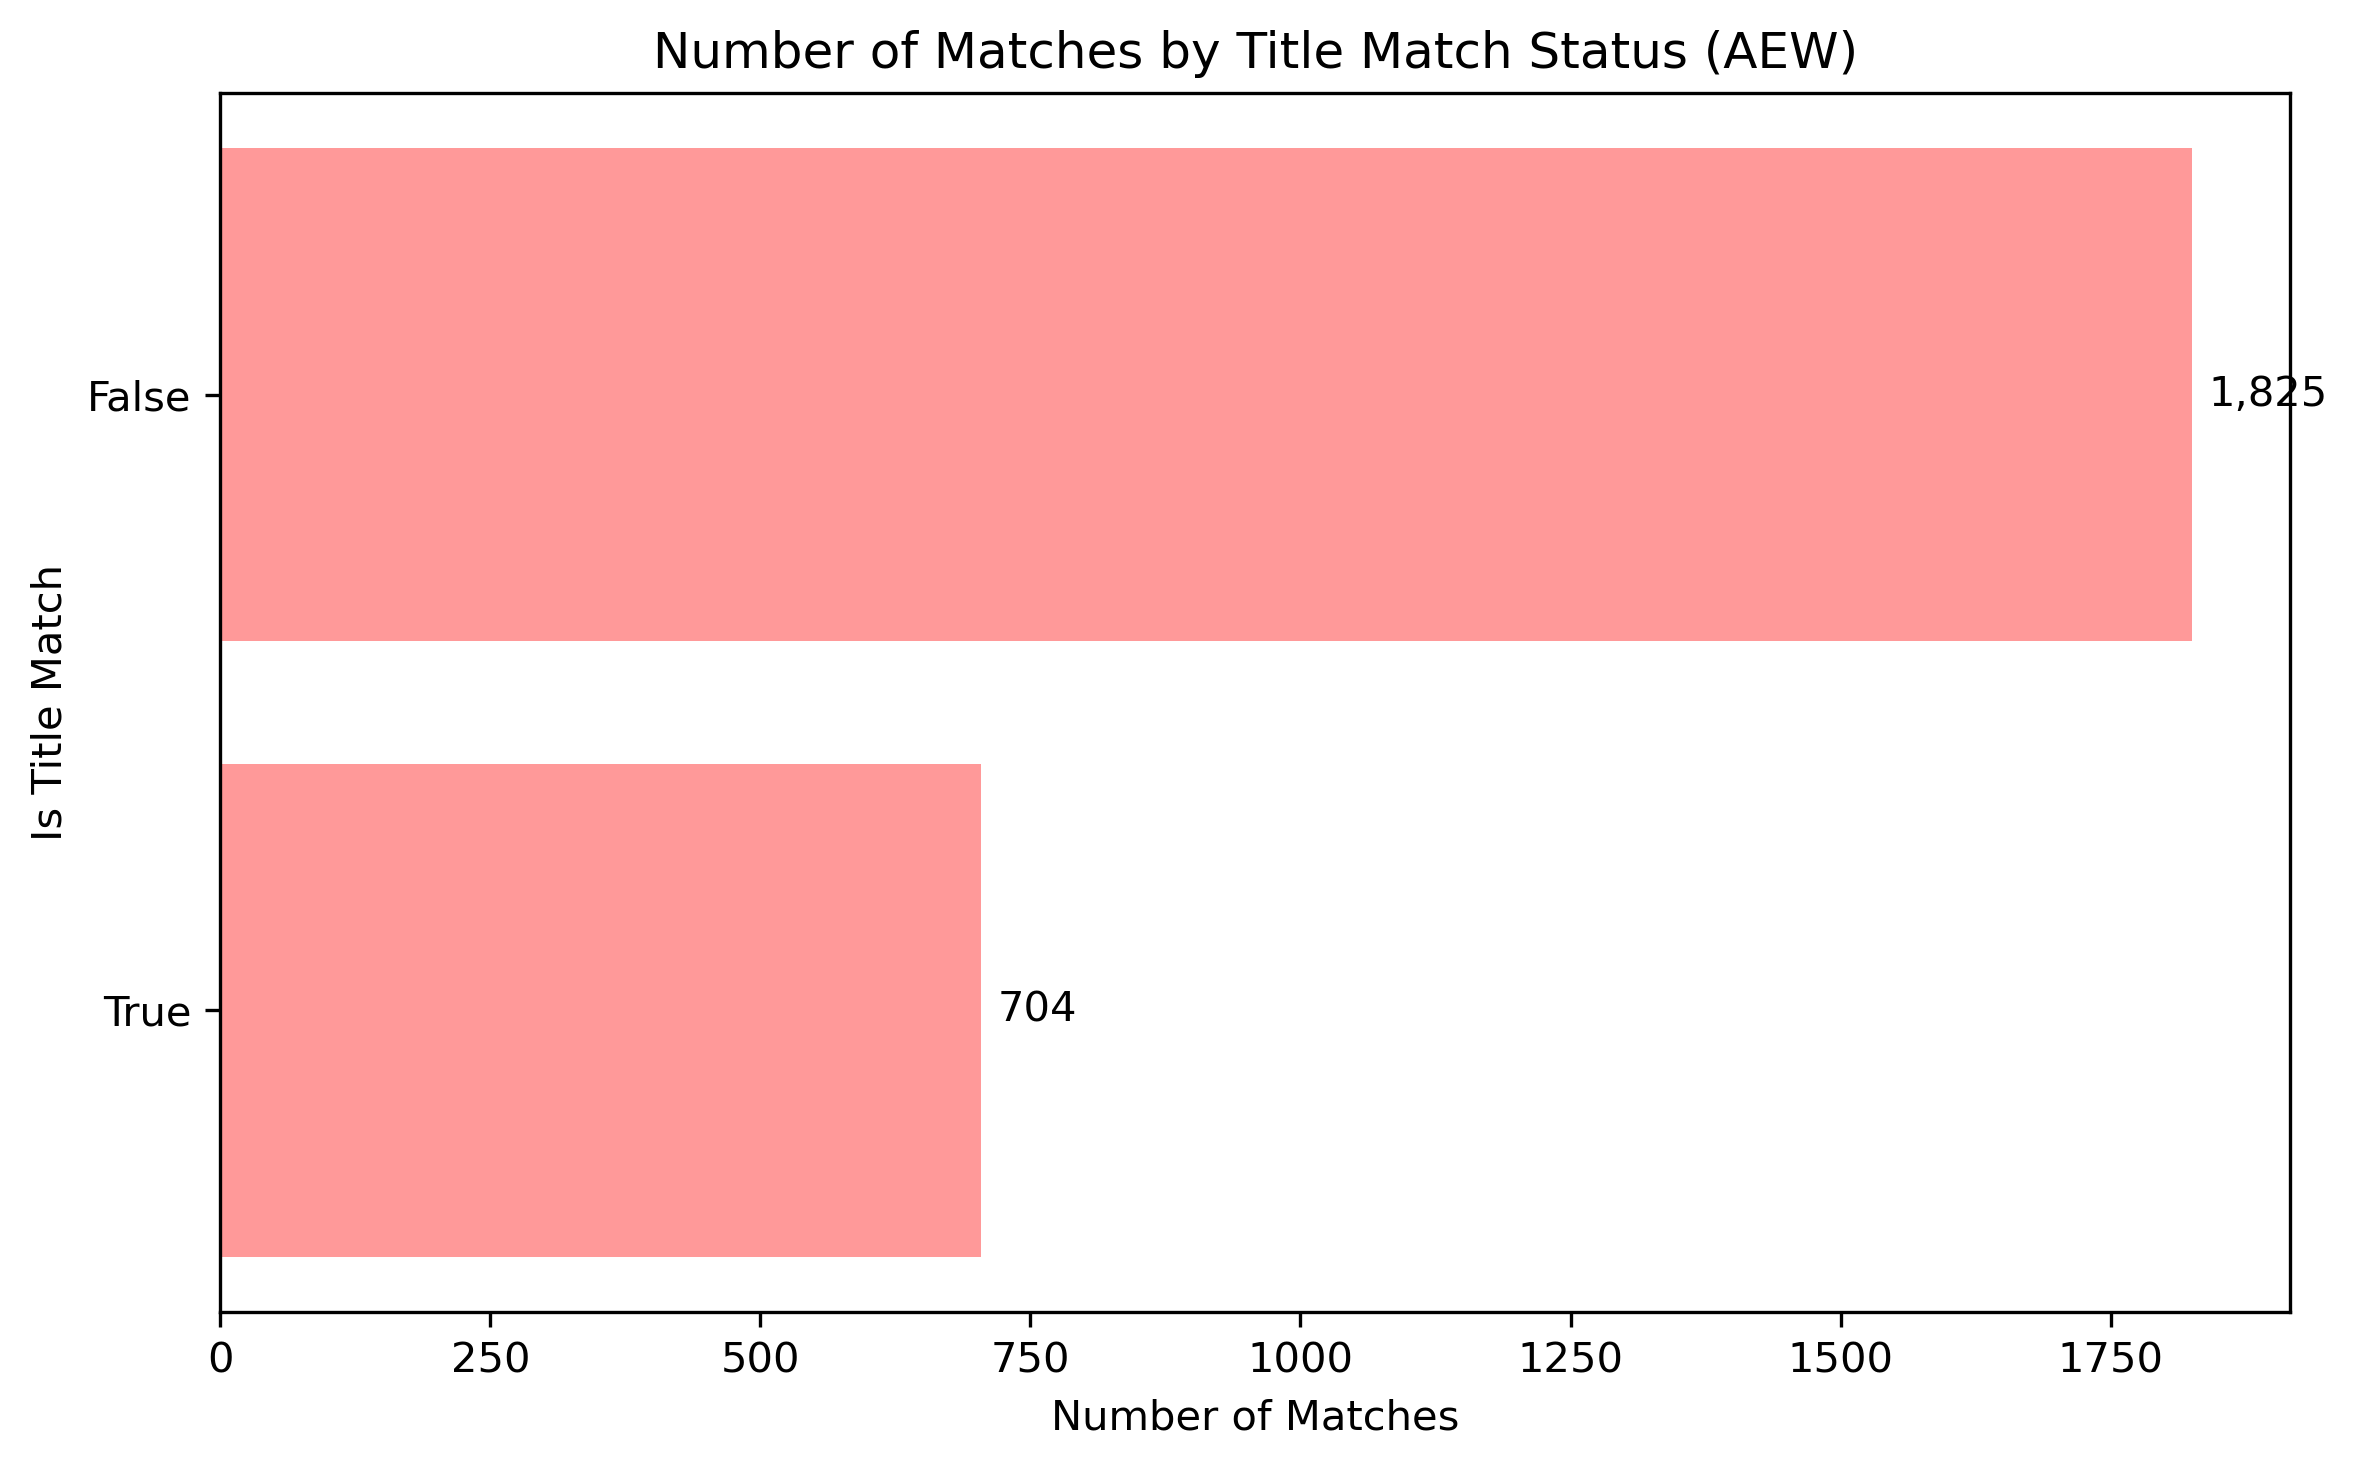 Number of Matches by Title Match Status (AEW)
False
1,825
Is Title Match
True
704
0 250 500 750 1000 1250 1500 1750
Number of Matches